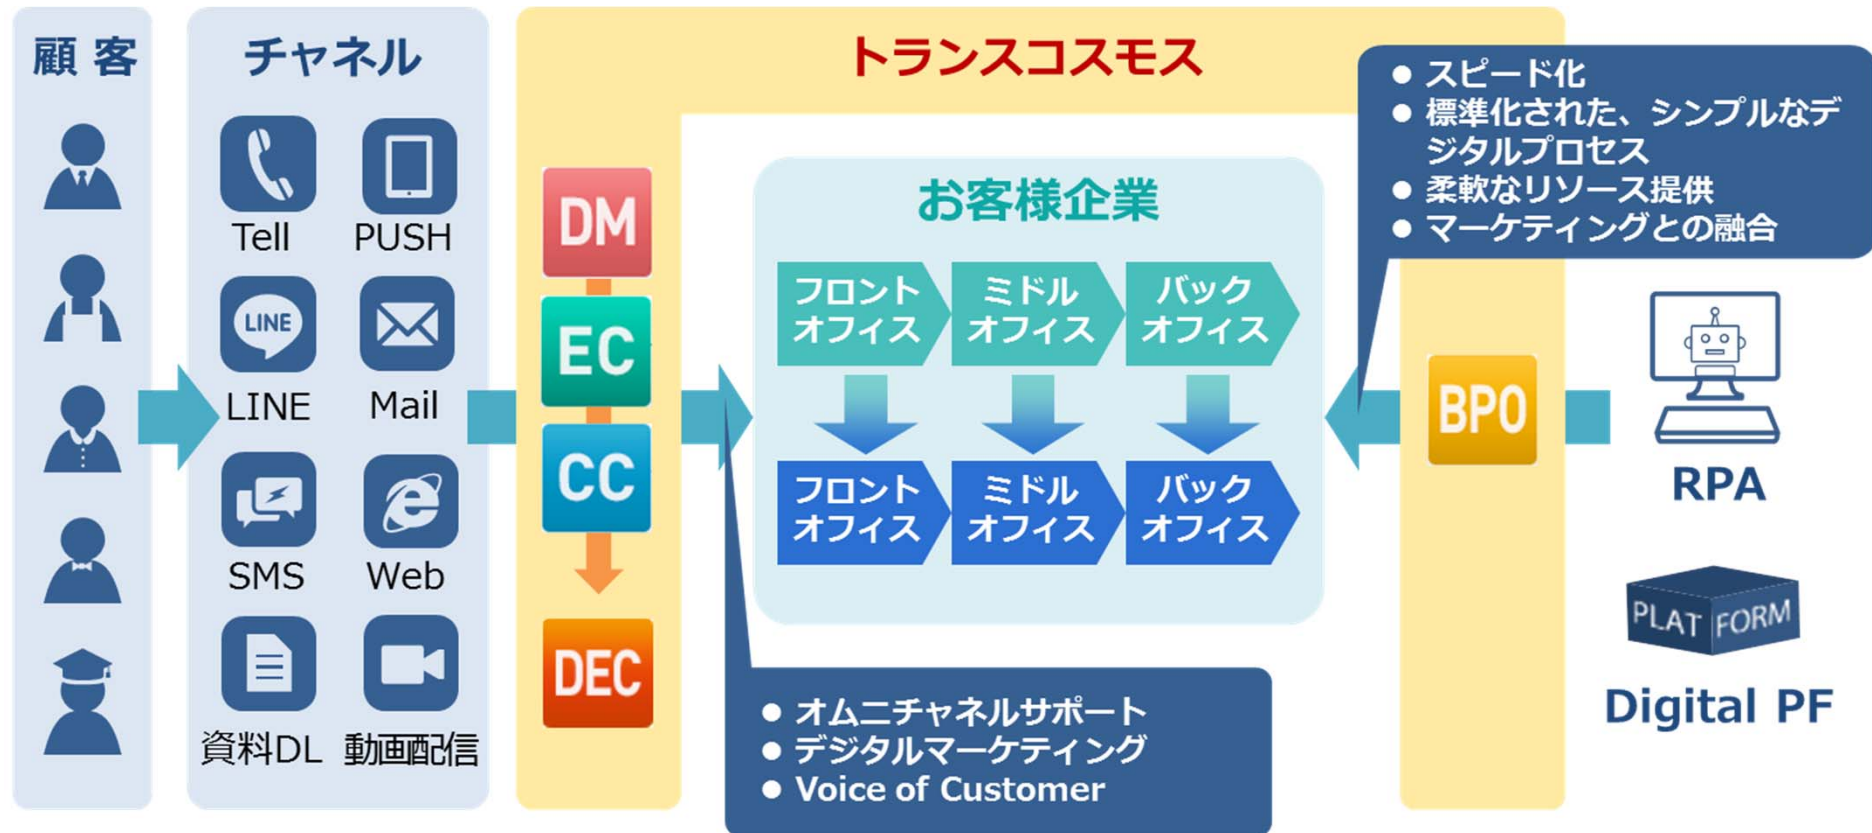 顧 客
チャネル
Tell
PUSH
LINE
LINE
Mail
SMS
Web
資料DL
動画配信
トランスコスモス
DM
EC
CC
DEC
お客様企業
フロント
オフィス
ミドル
オフィス
バック
オフィス
フロント
オフィス
ミドル
オフィス
バック
オフィス
● オムニチャネルサポート
● デジタルマーケティング
● Voice of Customer
● スピード化
● 標準化された、シンプルなデ
ジタルプロセス
● 柔軟なリソース提供
● マーケティングとの融合
BPO
RPA
PLAT FORM
Digital PF